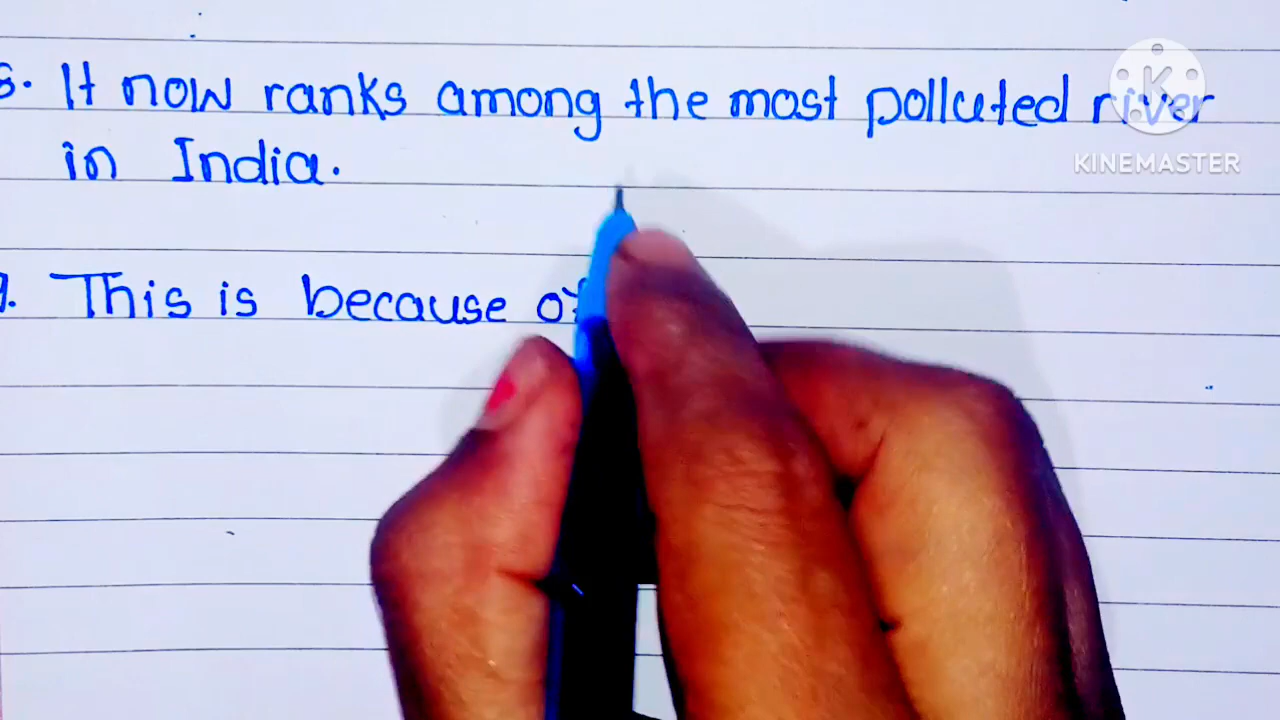 8. It now ranks among the most polluted river
in India.
9. This is because of
KINEMASTER